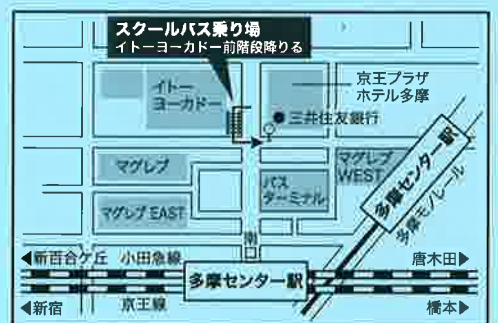 スクールバス乗り場
イトーヨーカドー前階段降りる
イトー
ヨーカドー
京王プラザ
ホテル多摩
三井住友銀行
マグレブ
マグレブ
WEST
多摩センター駅
多摩モノレール
マグレブ EAST
バス
ターミナル
南
◀新百合ケ丘 小田急線
唐木田▶
多摩センター駅
◀新宿 京王線
橋本▶